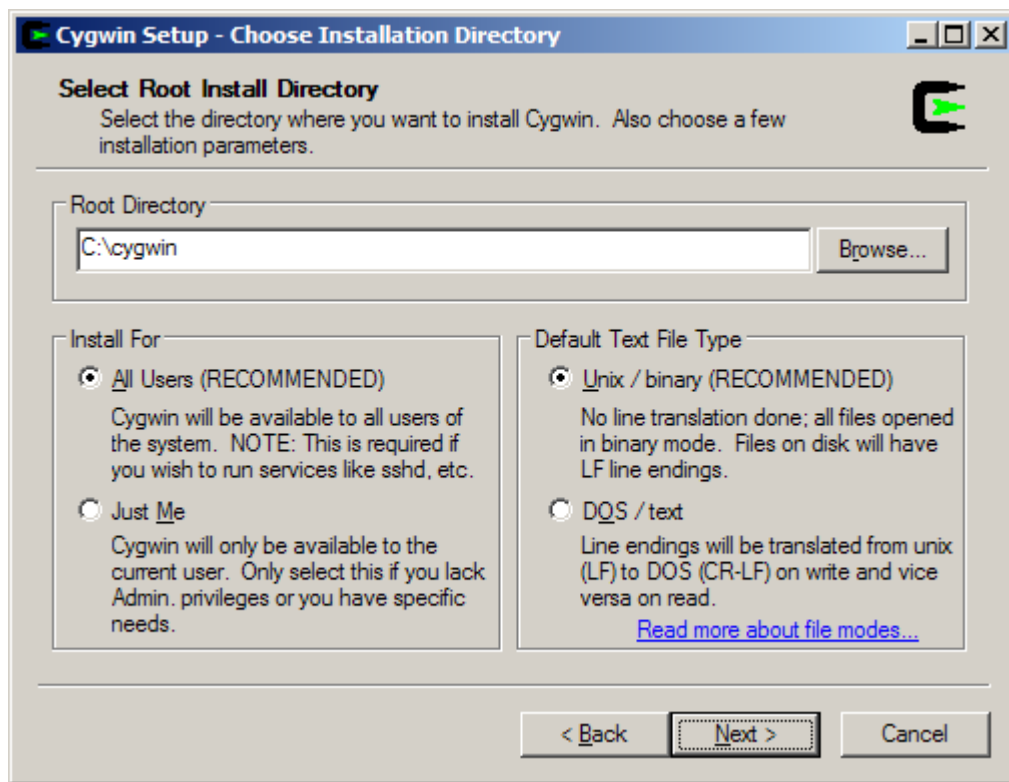 Cygwin Setup - Choose Installation Directory
Select Root Install Directory
Select the directory where you want to install Cygwin.  Also choose a few
installation parameters.
Root Directory
C:\cygwin
Browse...
Install For
All Users (RECOMMENDED)
Cygwin will be available to all users of
the system.  NOTE: This is required if
you wish to run services like sshd, etc.
Just Me
Cygwin will only be available to the
current user.  Only select this if you lack
Admin. privileges or you have specific
needs.
Default Text File Type
Unix / binary (RECOMMENDED)
No line translation done; all files opened
in binary mode.  Files on disk will have
LF line endings.
DOS / text
Line endings will be translated from unix
(LF) to DOS (CR-LF) on write and vice
versa on read.
Read more about file modes...
< Back
Next >
Cancel